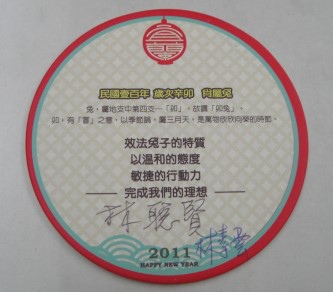 民國壹百年 歲次辛卯 肖屬兔
兔，屬地支中第四支—「卯」，故謂「卯兔」。
卯，有「冒」之意，以季節論，屬三月天，是萬物欣欣向榮的時節。
效法兔子的特質
以溫和的態度
敏捷的行動力
完成我們的理想
林聰賢
2011
HAPPY NEW YEAR